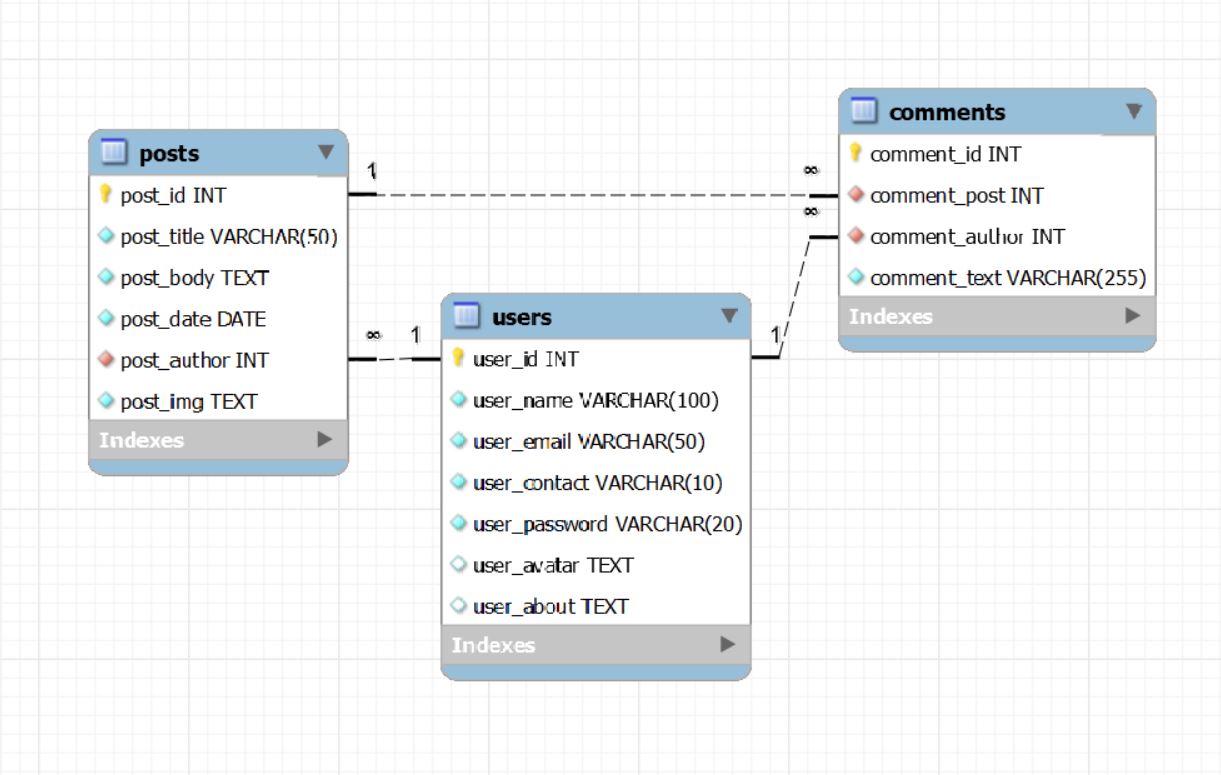 posts
post_id INT
post_title VARCHAR(50)
post_body TEXT
post_date DATE
post_author INT
post_img TEXT
Indexes
1
∞
∞
1
users
user_id INT
user_name VARCHAR(100)
user_email VARCHAR(50)
user_contact VARCHAR(10)
user_password VARCHAR(20)
user_avatar TEXT
user_about TEXT
Indexes
1
∞
comments
comment_id INT
comment_post INT
comment_author INT
comment_text VARCHAR(255)
Indexes